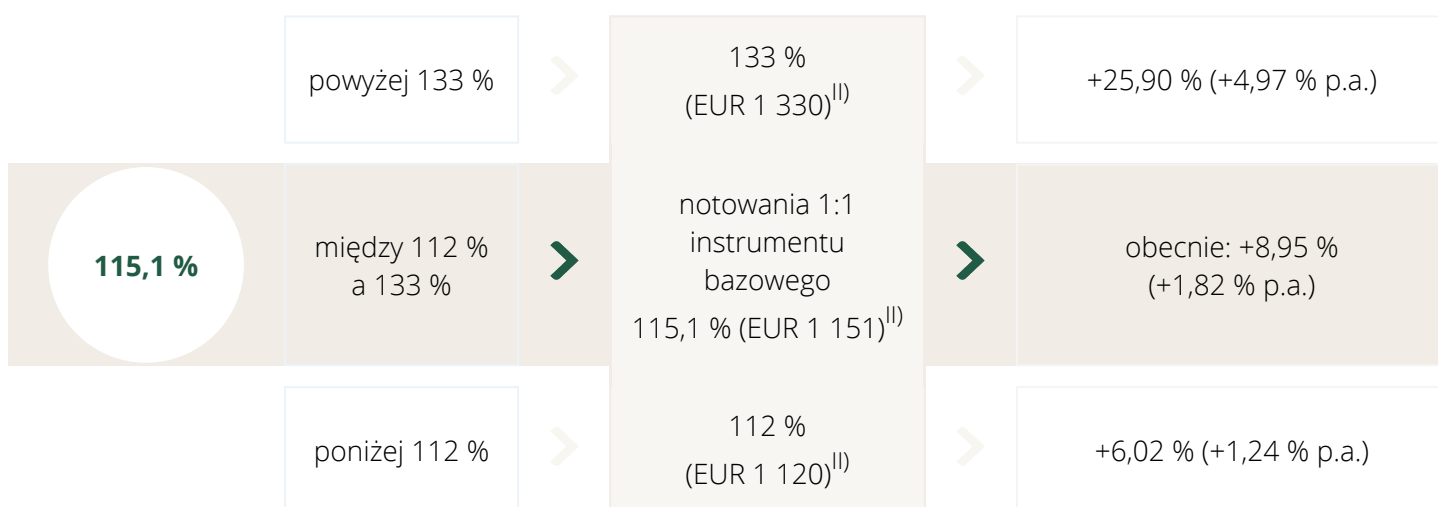 powyżej 133 %
133 %
(EUR 1 330)II)
+25,90 % (+4,97 % p.a.)
115,1 %
między 112 %
a 133 %
notowania 1:1
instrumentu
bazowego
115,1 % (EUR 1 151)II)
obecnie: +8,95 %
(+1,82 % p.a.)
poniżej 112 %
112 %
(EUR 1 120)II)
+6,02 % (+1,24 % p.a.)